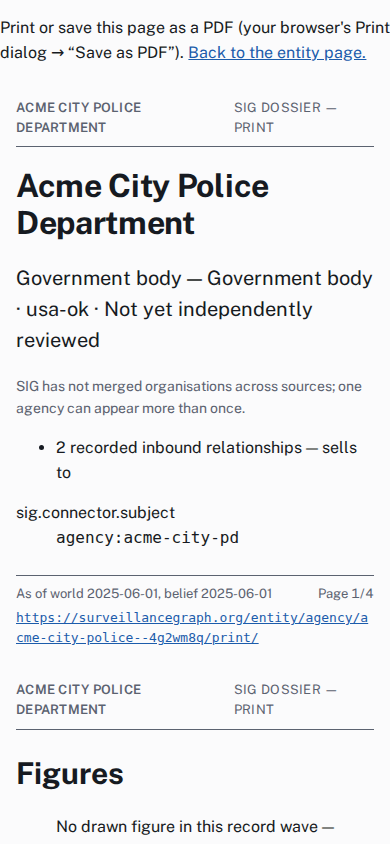 Print or save this page as a PDF (your browser's Print
dialog → “Save as PDF”). Back to the entity page.
ACME CITY POLICE DEPARTMENT
SIG DOSSIER — PRINT
Acme City Police
Department
Government body — Government body
· usa-ok · Not yet independently
reviewed
SIG has not merged organisations across sources; one
agency can appear more than once.
• 2 recorded inbound relationships — sells
to
sig.connector.subject
agency:acme-city-pd
As of world 2025-06-01, belief 2025-06-01 Page 1/4
https://surveillancegraph.org/entity/agency/a
cme-city-police--4g2wm8q/print/
ACME CITY POLICE DEPARTMENT
SIG DOSSIER — PRINT
Figures
No drawn figure in this record wave —